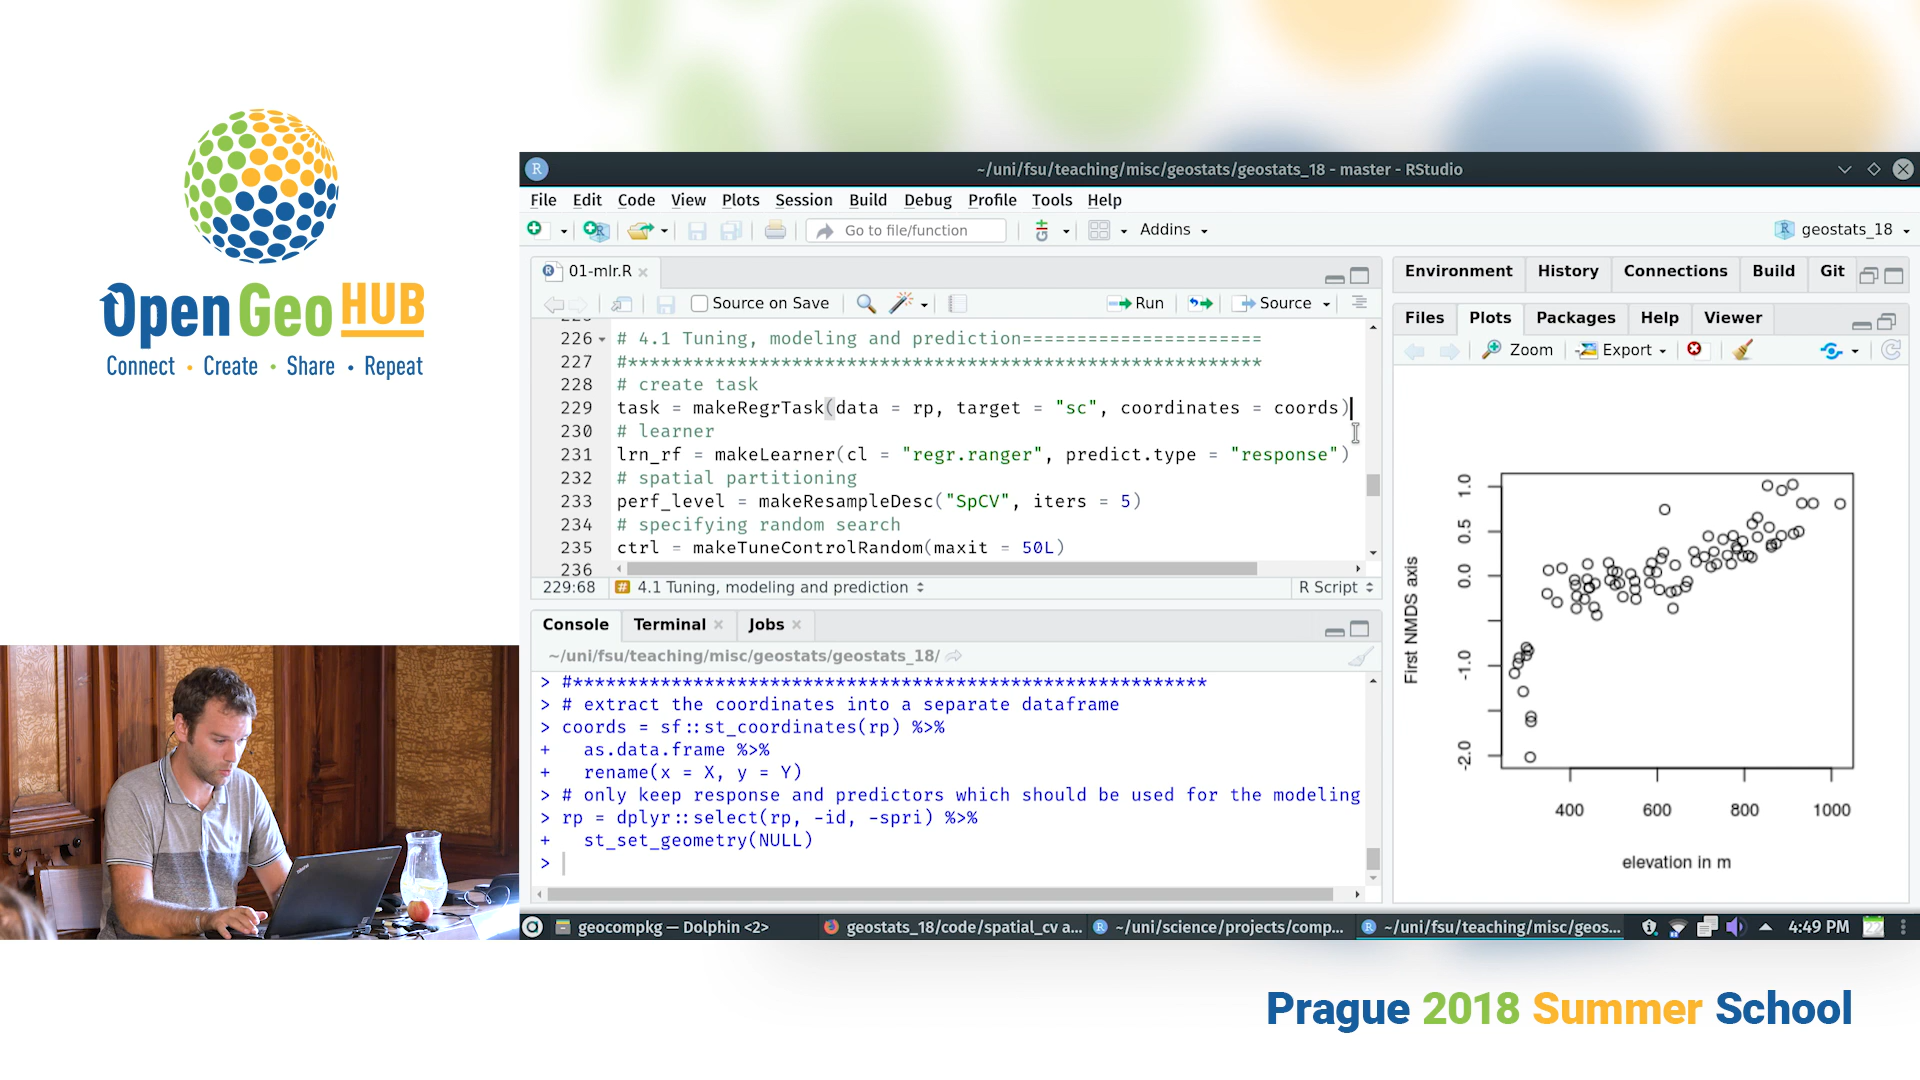 Open Geo HUB
Connect • Create • Share • Repeat
~/uni/fsu/teaching/misc/geostats/geostats_18 - master - RStudio
File Edit Code View Plots Session Build Debug Profile Tools Help
Go to file/function
Addins
geostats_18
01-mlr.R
Source on Save
Run
Source
226 # 4.1 Tuning, modeling and prediction======================
227 #**********************************************************
228 # create task
229 task = makeRegrTask(data = rp, target = "sc", coordinates = coords)
230 # learner
231 lrn_rf = makeLearner(cl = "regr.ranger", predict.type = "response")
232 # spatial partitioning
233 perf_level = makeResampleDesc("SpCV", iters = 5)
234 # specifying random search
235 ctrl = makeTuneControlRandom(maxit = 50L)
236
229:68 # 4.1 Tuning, modeling and prediction R Script
Console Terminal Jobs
~/uni/fsu/teaching/misc/geostats/geostats_18/
> #**********************************************************
> # extract the coordinates into a separate dataframe
> coords = sf::st_coordinates(rp) %>%
+ as.data.frame %>%
+ rename(x = X, y = Y)
> # only keep response and predictors which should be used for the modeling
> rp = dplyr::select(rp, -id, -spri) %>%
+ st_set_geometry(NULL)
>
Environment History Connections Build Git
Files Plots Packages Help Viewer
Zoom Export
First NMDS axis
1.0
0.5
0.0
-1.0
-2.0
400 600 800 1000
elevation in m
geocompkg — Dolphin <2>
geostats_18/code/spatial_cv a...
~/uni/science/projects/comp...
~/uni/fsu/teaching/misc/geos...
4:49 PM
Prague 2018 Summer School